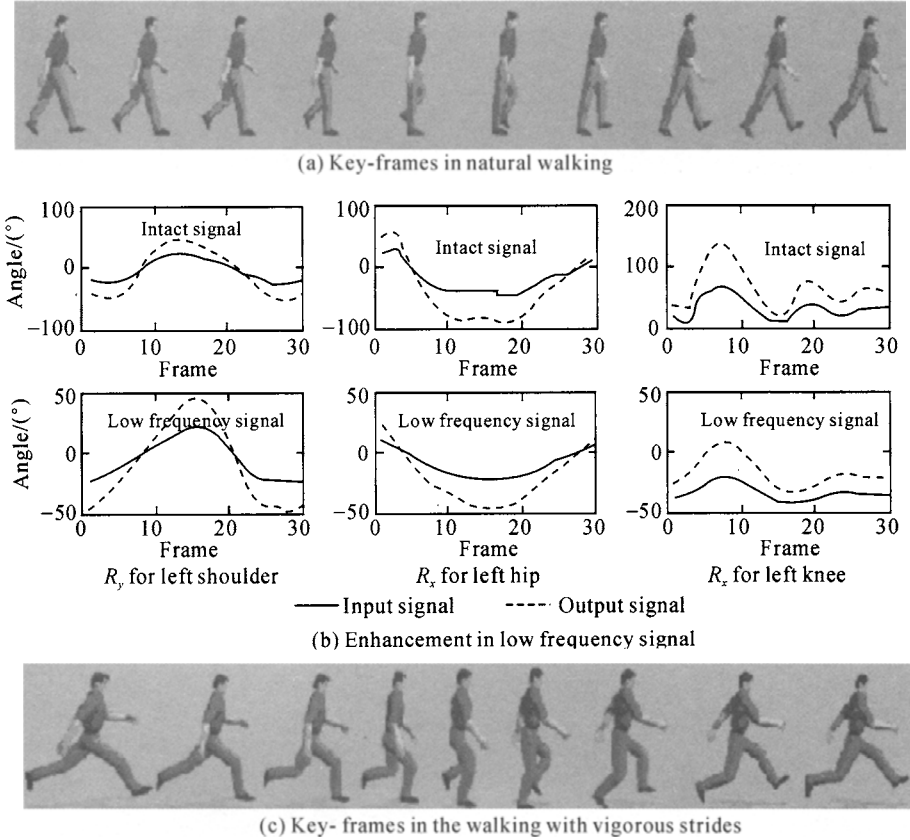 (a) Key-frames in natural walking
Angle/(°)
100
0
−100
Intact signal
0 10 20 30
Frame
100
50
0
−50
−100
Intact signal
0 10 20 30
Frame
200
100
0
Intact signal
0 10 20 30
Frame
Angle/(°)
50
0
−50
Low frequency signal
0 10 20 30
Frame
R_y for left shoulder
50
0
−50
Low frequency signal
0 10 20 30
Frame
R_x for left hip
50
0
−50
Low frequency signal
0 10 20 30
Frame
R_x for left knee
Input signal Output signal
(b) Enhancement in low frequency signal
(c) Key- frames in the walking with vigorous strides